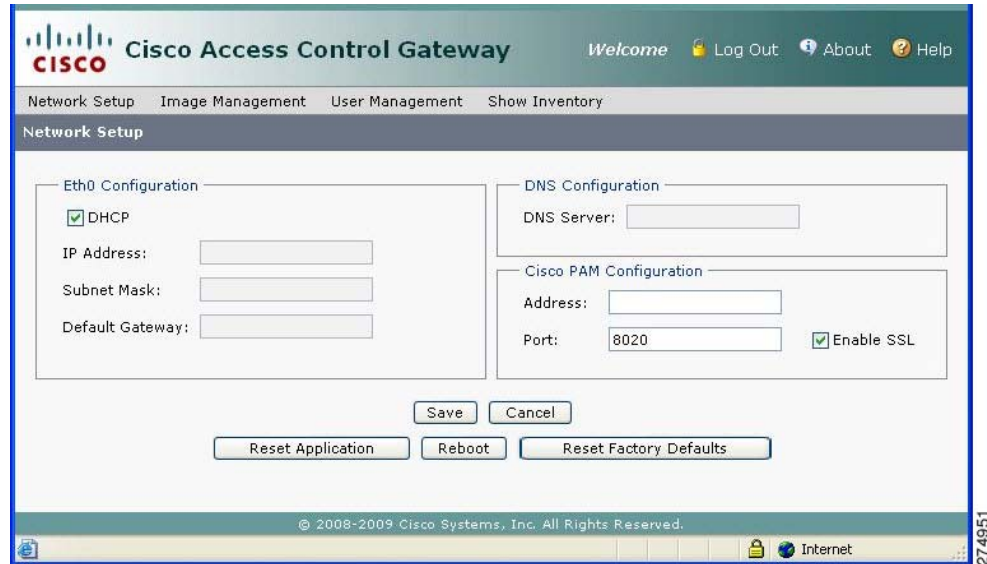 CISCO Cisco Access Control Gateway Welcome Log Out About Help
Network Setup Image Management User Management Show Inventory
Network Setup
Eth0 Configuration
DHCP
IP Address:
Subnet Mask:
Default Gateway:
DNS Configuration
DNS Server:
Cisco PAM Configuration
Address:
Port: 8020 Enable SSL
Save Cancel
Reset Application Reboot Reset Factory Defaults
© 2008-2009 Cisco Systems, Inc. All Rights Reserved.
Internet
274951